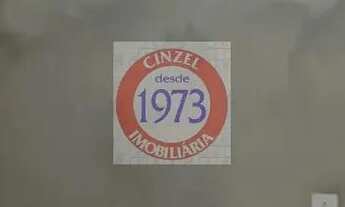 CINZEL
desde
1973
IMOBILIÁRIA